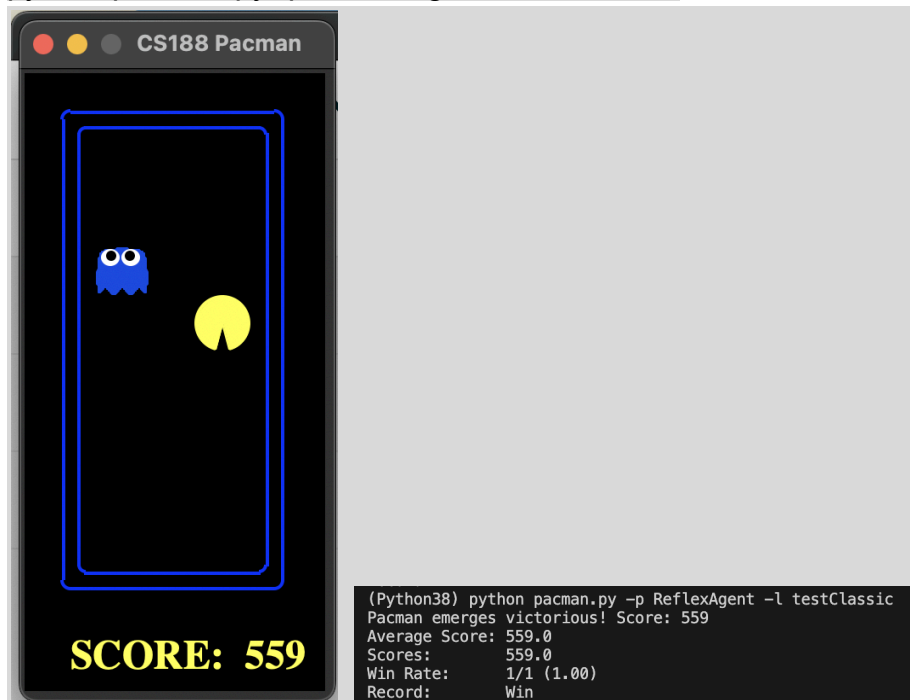 CS188 Pacman
SCORE: 559
(Python38) python pacman.py -p ReflexAgent -l testClassic
Pacman emerges victorious! Score: 559
Average Score: 559.0
Scores: 559.0
Win Rate: 1/1 (1.00)
Record: Win